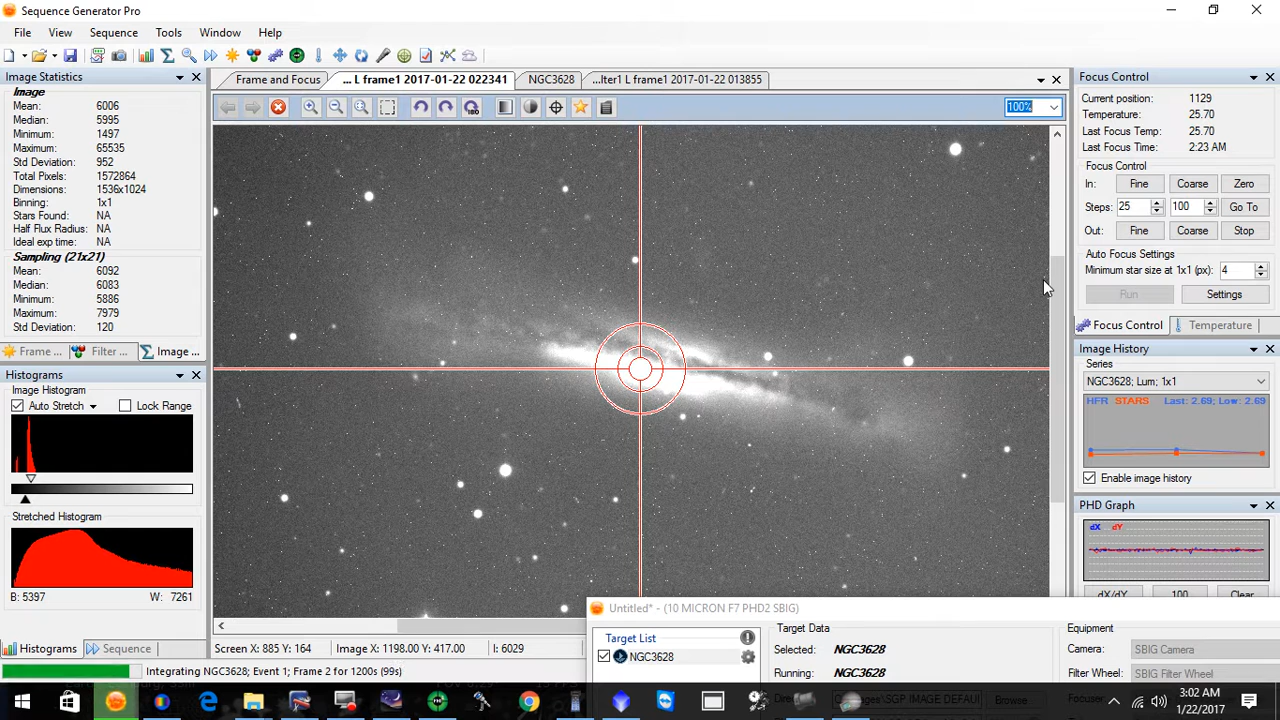 Sequence Generator Pro
File View Sequence Tools Window Help
Image Statistics
Image
Mean: 6006
Median: 5995
Minimum: 1497
Maximum: 65535
Std Deviation: 952
Total Pixels: 1572864
Dimensions: 1536x1024
Binning: 1x1
Stars Found: NA
Half Flux Radius: NA
Ideal exp time: NA
Sampling (21x21)
Mean: 6092
Median: 6083
Minimum: 5886
Maximum: 7979
Std Deviation: 120
Frame ... Filter ... Image ...
Histograms
Image Histogram
Auto Stretch Lock Range
Stretched Histogram
B: 5397 W: 7261
Histograms Sequence
Frame and Focus ... L frame1 2017-01-22 022341 NGC3628 ...lter1 L frame1 2017-01-22 013855
180
100%
Screen X: 885 Y: 164 Image X: 1198.00 Y: 417.00 I: 6029
Focus Control
Current position: 1129
Temperature: 25.70
Last Focus Temp: 25.70
Last Focus Time: 2:23 AM
Focus Control
In: Fine Coarse Zero
Steps: 25 100 Go To
Out: Fine Coarse Stop
Auto Focus Settings
Minimum star size at 1x1 (px): 4
Run Settings
Focus Control Temperature
Image History
Series
NGC3628; Lum; 1x1
HFR STARS Last: 2.69; Low: 2.69
Enable image history
PHD Graph
dX dY
dX/dY 100 Clear
Untitled* - (10 MICRON F7 PHD2 SBIG)
Target List
NGC3628
Target Data
Selected: NGC3628
Running: NGC3628
Browse
Equipment
Camera: SBIG Camera
Filter Wheel: SBIG Filter Wheel
Focuser
Integrating NGC3628; Event 1; Frame 2 for 1200s (99s)
3:02 AM
1/22/2017